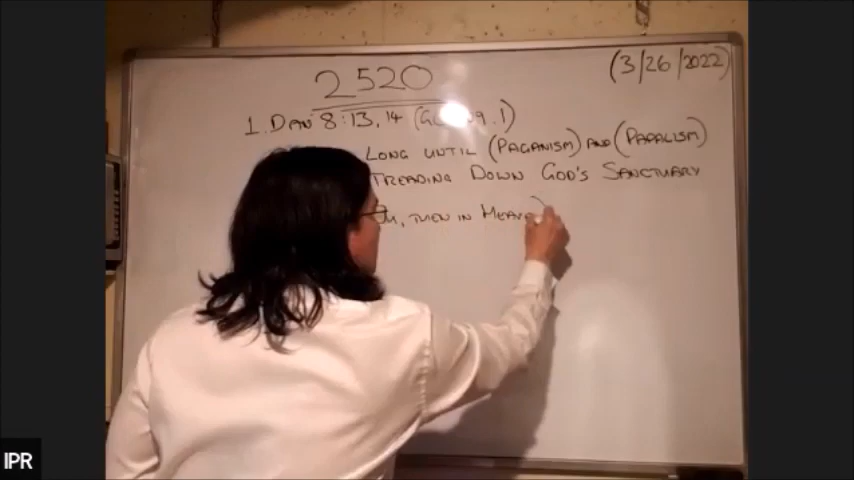 2520
(3/26/2022)
1. DAN 8:13,14
LONG UNTIL (PAGANISM) AND (PAPALISM)
TREADING DOWN GOD'S SANCTUARY
, THEN IN HEAVEN)
IPR